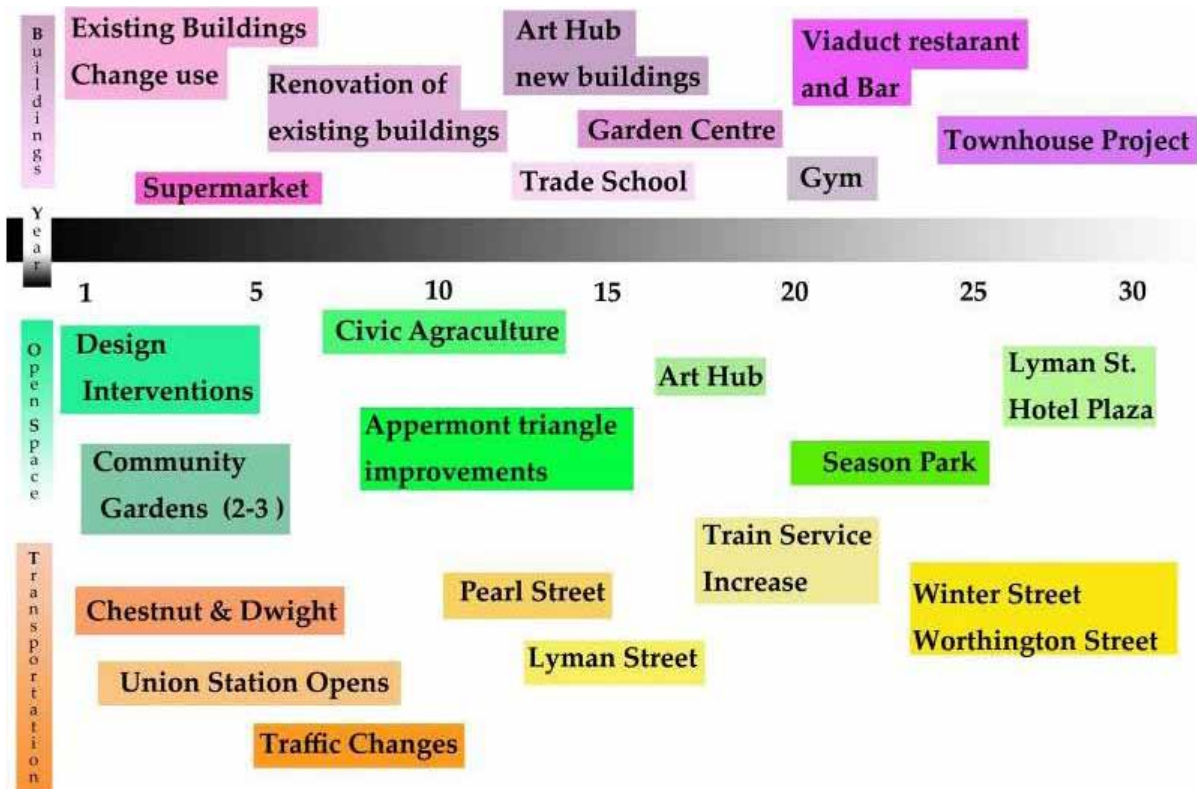 Buildings
Existing Buildings
Change use
Renovation of
existing buildings
Supermarket
Art Hub
new buildings
Garden Centre
Trade School
Viaduct restarant
and Bar
Gym
Townhouse Project
Year
1 5 10 15 20 25 30
Open Space
Design
Interventions
Community
Gardens (2-3 )
Civic Agraculture
Appermont triangle
improvements
Art Hub
Season Park
Lyman St.
Hotel Plaza
Transportation
Chestnut & Dwight
Union Station Opens
Traffic Changes
Pearl Street
Lyman Street
Train Service
Increase
Winter Street
Worthington Street